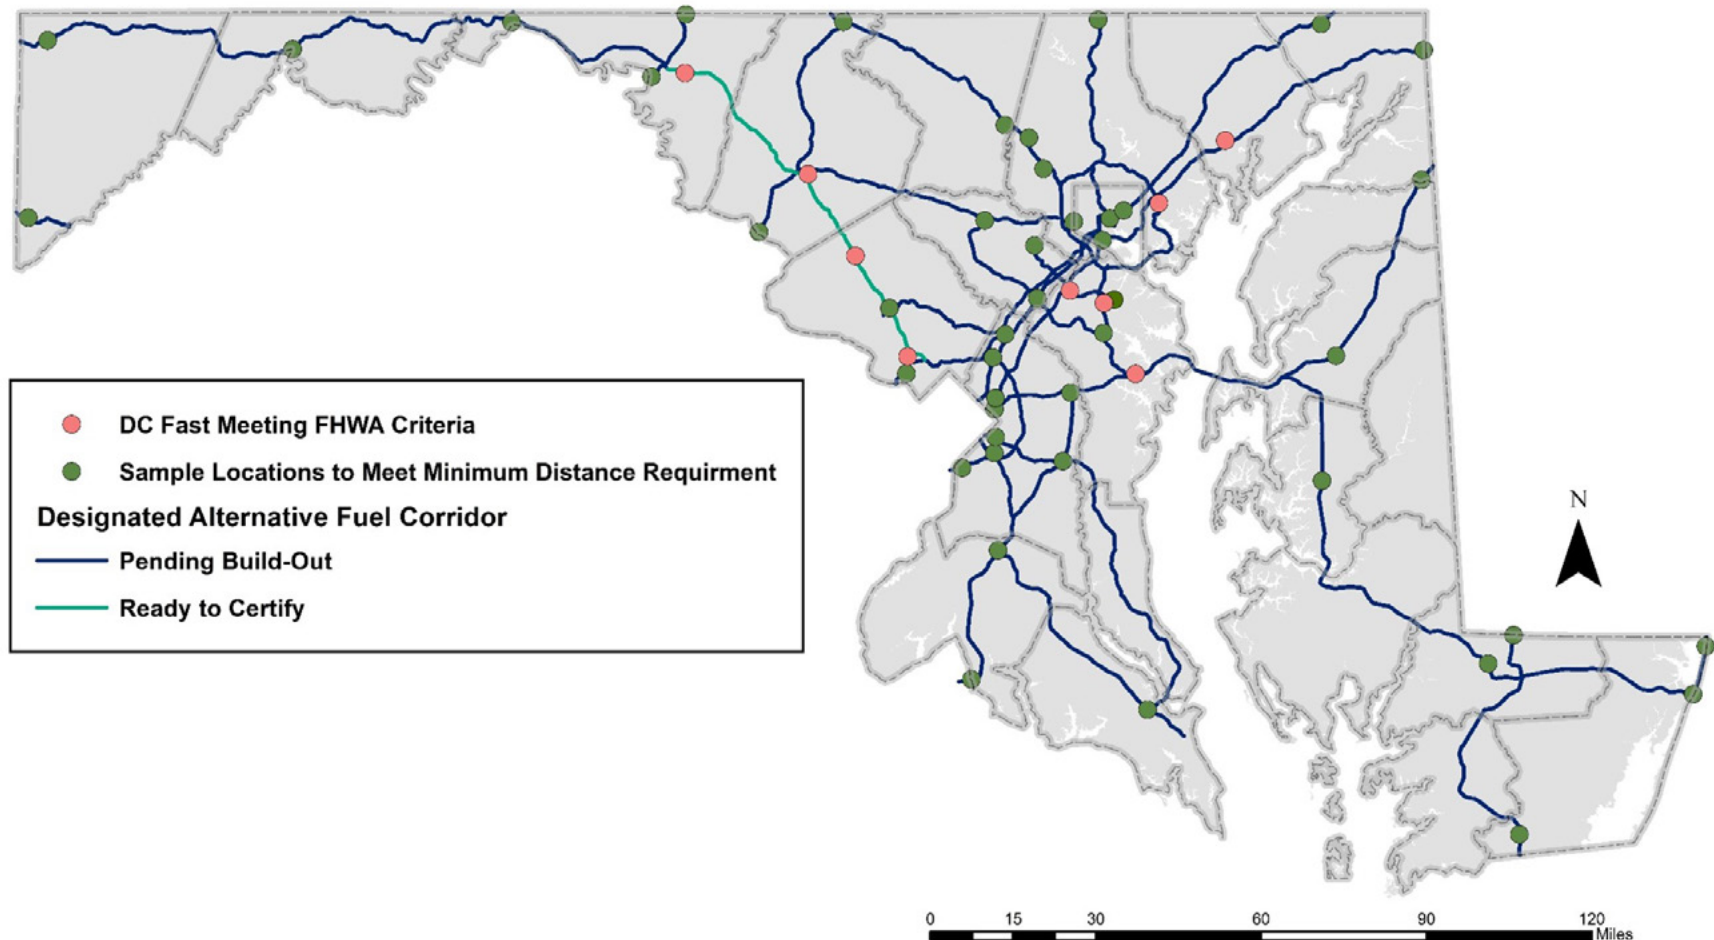 DC Fast Meeting FHWA Criteria
Sample Locations to Meet Minimum Distance Requirment
Designated Alternative Fuel Corridor
Pending Build-Out
Ready to Certify
N
0 15 30 60 90 120
Miles